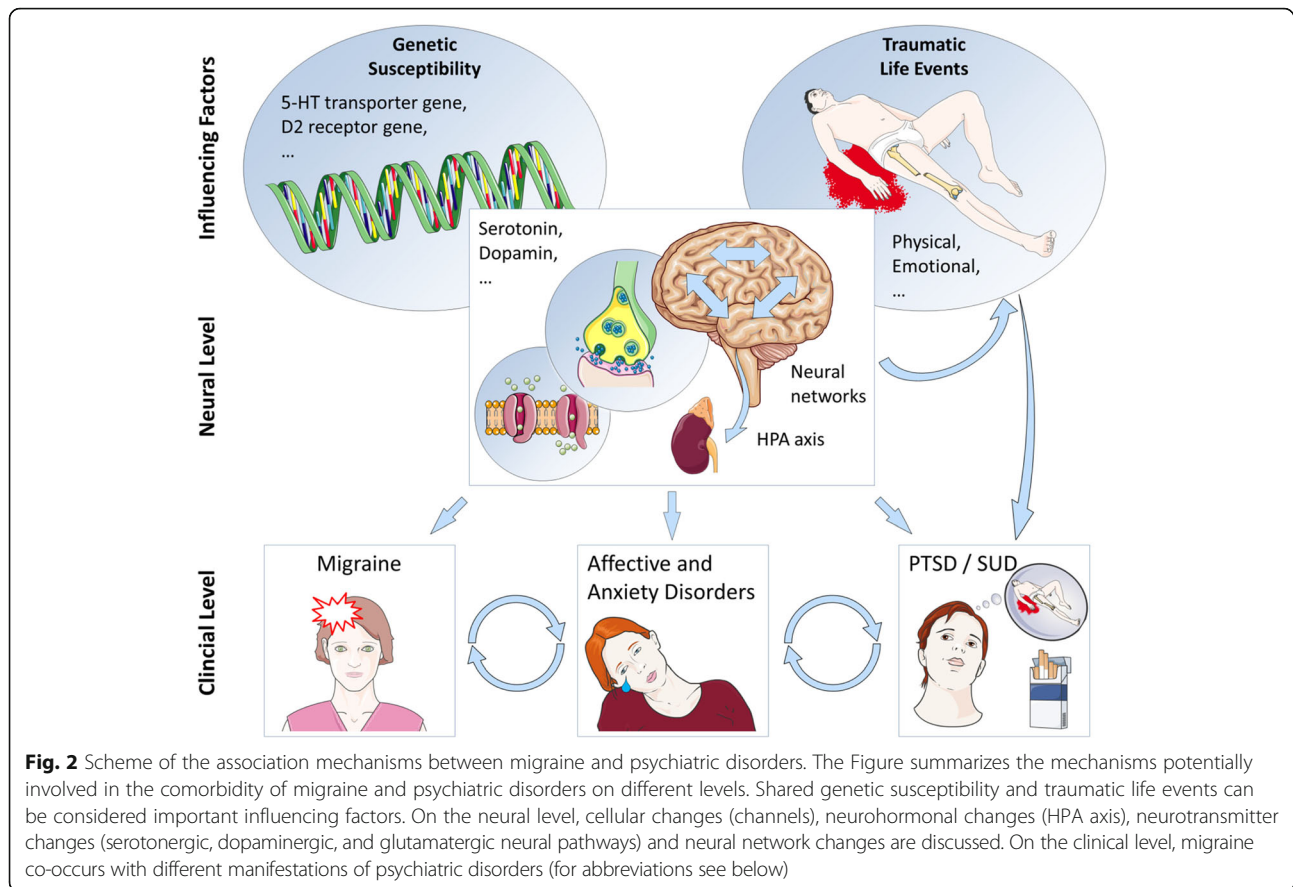 Influencing Factors
Genetic
Susceptibility
5-HT transporter gene,
D2 receptor gene,
...
Traumatic
Life Events
Physical,
Emotional,
...
Neural Level
Serotonin,
Dopamin,
...
Neural
networks
HPA axis
Clincial Level
Migraine
Affective and
Anxiety Disorders
PTSD / SUD
Fig. 2 Scheme of the association mechanisms between migraine and psychiatric disorders. The Figure summarizes the mechanisms potentially
involved in the comorbidity of migraine and psychiatric disorders on different levels. Shared genetic susceptibility and traumatic life events can
be considered important influencing factors. On the neural level, cellular changes (channels), neurohormonal changes (HPA axis), neurotransmitter
changes (serotonergic, dopaminergic, and glutamatergic neural pathways) and neural network changes are discussed. On the clinical level, migraine
co-occurs with different manifestations of psychiatric disorders (for abbreviations see below)